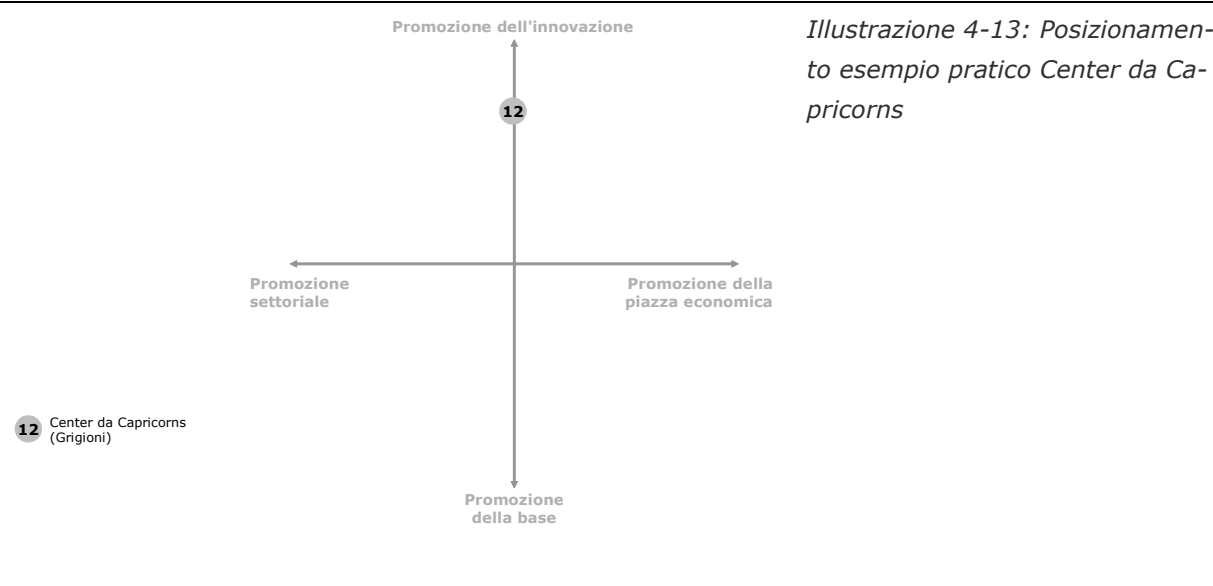 Promozione dell'innovazione
12
Promozione
settoriale
Promozione della
piazza economica
12 Center da Capricorns
(Grigioni)
Promozione
della base
Illustrazione 4-13: Posizionamen-
to esempio pratico Center da Ca-
pricorns